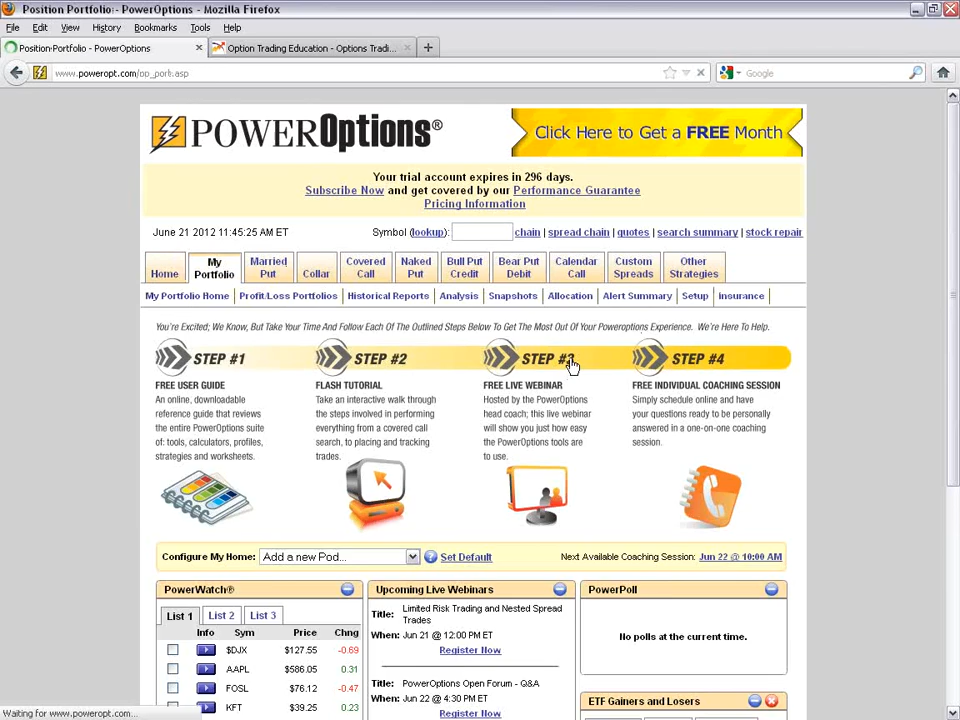 Position Portfolio - PowerOptions - Mozilla Firefox
File Edit View History Bookmarks Tools Help
Position Portfolio - PowerOptions × Option Trading Education - Options Tradi... × +
www.poweropt.com/op_port.asp Google
POWEROptions® Click Here to Get a FREE Month
Your trial account expires in 296 days.
Subscribe Now and get covered by our Performance Guarantee
Pricing Information
June 21 2012 11:45:25 AM ET Symbol (lookup): chain | spread chain | quotes | search summary | stock repair
Home My Portfolio Married Put Collar Covered Call Naked Put Bull Put Credit Bear Put Debit Calendar Call Custom Spreads Other Strategies
My Portfolio Home | Profit/Loss Portfolios | Historical Reports | Analysis | Snapshots | Allocation | Alert Summary | Setup | Insurance |
You're Excited; We Know, But Take Your Time And Follow Each Of The Outlined Steps Below To Get The Most Out Of Your Poweroptions Experience. We're Here To Help.
STEP #1 STEP #2 STEP #3 STEP #4
FREE USER GUIDE
An online, downloadable
reference guide that reviews
the entire PowerOptions suite
of: tools, calculators, profiles,
strategies and worksheets.
FLASH TUTORIAL
Take an interactive walk through
the steps involved in performing
everything from a covered call
search, to placing and tracking
trades.
FREE LIVE WEBINAR
Hosted by the PowerOptions
head coach; this live webinar
will show you just how easy
the PowerOptions tools are
to use.
FREE INDIVIDUAL COACHING SESSION
Simply schedule online and have
your questions ready to be personally
answered in a one-on-one coaching
session.
Configure My Home: Add a new Pod... Set Default Next Available Coaching Session: Jun 22 @ 10:00 AM
PowerWatch®
List 1 List 2 List 3
Info Sym Price Chng
$DJX $127.55 -0.69
AAPL $586.05 0.31
FOSL $76.12 -0.47
KFT $39.25 0.23
Upcoming Live Webinars
Title: Limited Risk Trading and Nested Spread
Trades
When: Jun 21 @ 12:00 PM ET
Register Now
Title: PowerOptions Open Forum - Q&A
When: Jun 22 @ 4:30 PM ET
Register Now
PowerPoll
No polls at the current time.
ETF Gainers and Losers
Waiting for www.poweropt.com...